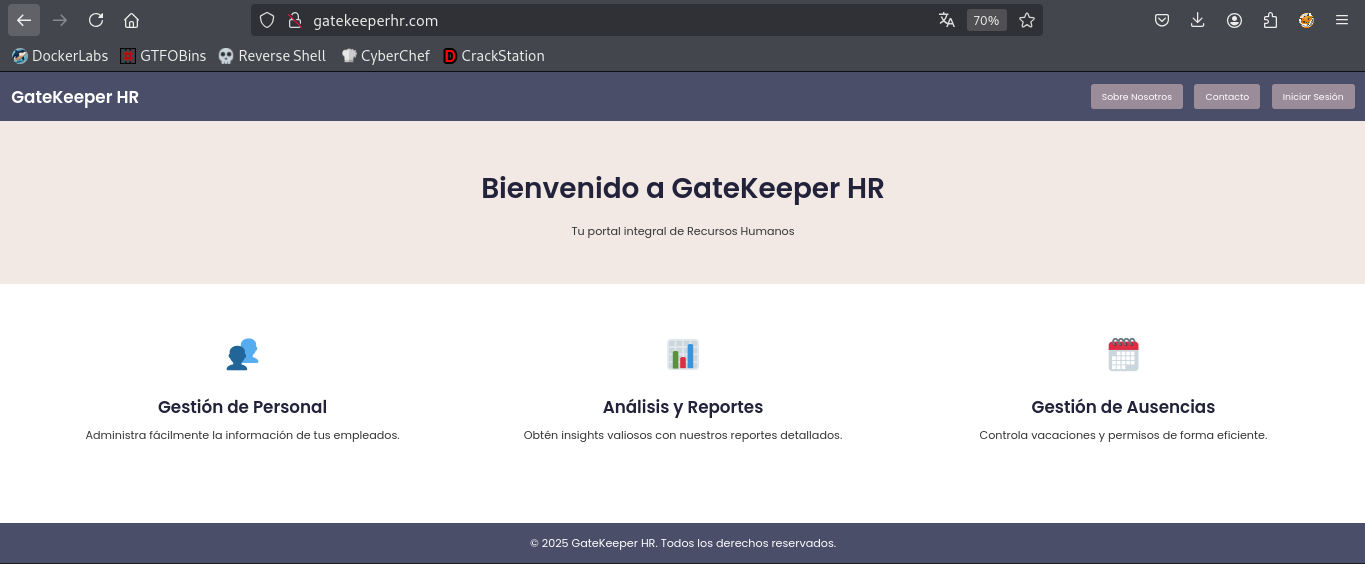 gatekeeperhr.com
70%
DockerLabs GTFOBins Reverse Shell CyberChef CrackStation
GateKeeper HR Sobre Nosotros Contacto Iniciar Sesión
Bienvenido a GateKeeper HR
Tu portal integral de Recursos Humanos
Gestión de Personal
Administra fácilmente la información de tus empleados.
Análisis y Reportes
Obtén insights valiosos con nuestros reportes detallados.
Gestión de Ausencias
Controla vacaciones y permisos de forma eficiente.
© 2025 GateKeeper HR. Todos los derechos reservados.